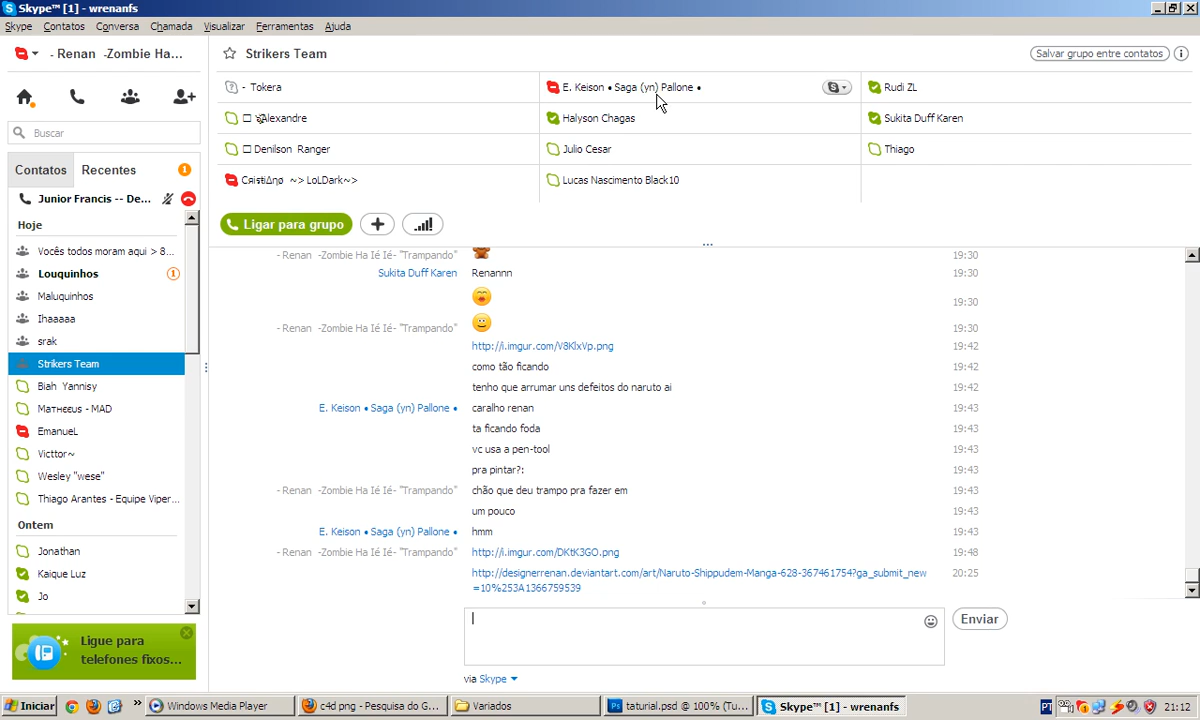 Skype™ [1] - wrenanfs
Skype Contatos Conversa Chamada Visualizar Ferramentas Ajuda
- Renan -Zombie Ha...
Buscar
Contatos Recentes 1
Junior Francis -- De...
Hoje
Vocês todos moram aqui > 8...
Louquinhos 1
Maluquinhos
Ihaaaaa
srak
Strikers Team
Biah Yannisy
Mатнεus - MAD
EmanueL
Victtor~
Wesley "wese"
Thiago Arantes - Equipe Viper...
Ontem
Jonathan
Kaique Luz
Jo
Ligue para
telefones fixos...
Strikers Team
Salvar grupo entre contatos
- Tokera
E. Keison • Saga (yn) Pallone •
Rudi ZL
Alexandre
Halyson Chagas
Sukita Duff Karen
Denilson Ranger
Julio Cesar
Thiago
~> LoLDark~>
Lucas Nascimento Black10
Ligar para grupo
- Renan -Zombie Ha Ié Ié- "Trampando" 19:30
Sukita Duff Karen Renannn 19:30
19:30
- Renan -Zombie Ha Ié Ié- "Trampando" 19:30
http://i.imgur.com/V8KlxVp.png 19:42
como tão ficando 19:42
tenho que arrumar uns defeitos do naruto ai 19:42
E. Keison • Saga (yn) Pallone • caralho renan 19:43
ta ficando foda 19:43
vc usa a pen-tool 19:43
pra pintar?: 19:43
- Renan -Zombie Ha Ié Ié- "Trampando" chão que deu trampo pra fazer em 19:43
um pouco 19:43
E. Keison • Saga (yn) Pallone • hmm 19:43
- Renan -Zombie Ha Ié Ié- "Trampando" http://i.imgur.com/DKtK3GO.png 19:48
http://designerrenan.deviantart.com/art/Naruto-Shippudem-Manga-628-367461754?ga_submit_new 20:25
=10%253A1366759539
Enviar
via Skype
Iniciar » Windows Media Player c4d png - Pesquisa do G... Variados taturial.psd @ 100% (Tu... Skype™ [1] - wrenanfs PT 21:12